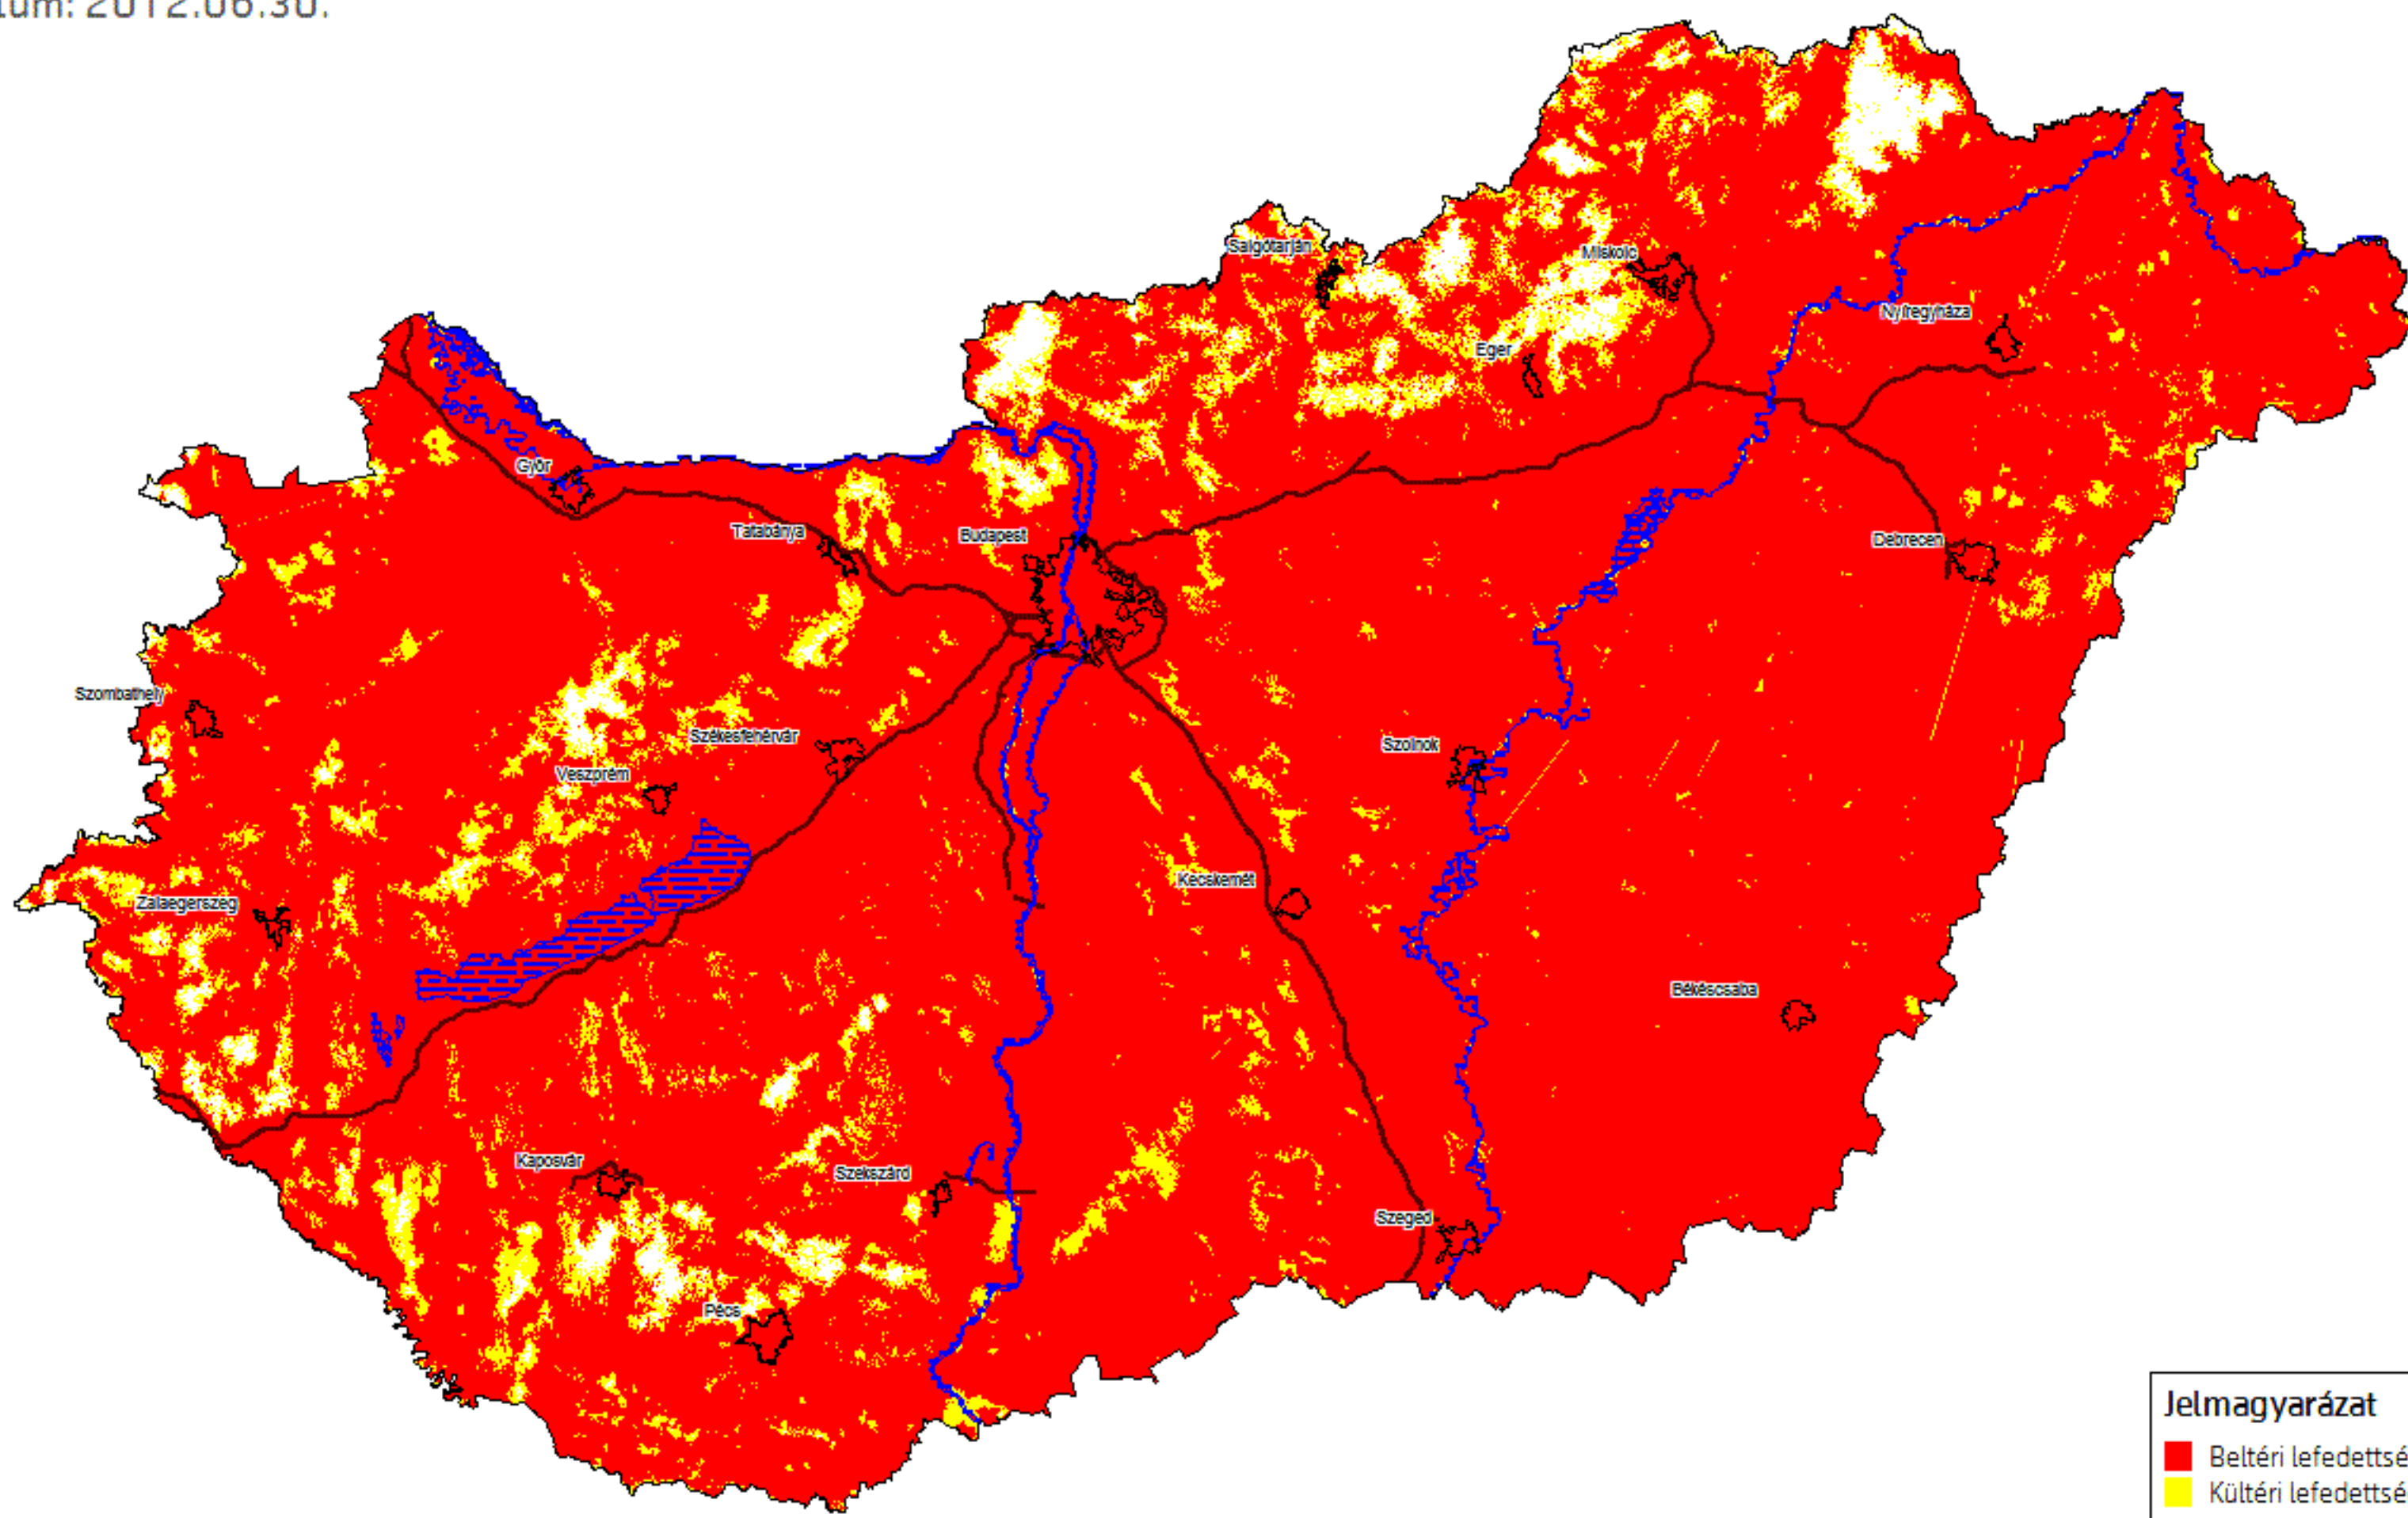 2012.06.30.
Salgótarján
Miskolc
Nyíregyháza
Eger
Győr
Tatabánya
Budapest
Debrecen
Szombathely
Székesfehérvár
Szolnok
Veszprém
Kecskemét
Zalaegerszeg
Békéscsaba
Kaposvár
Szekszárd
Szeged
Pécs
Jelmagyarázat
Beltéri lefedettsé
Kültéri lefedettsé